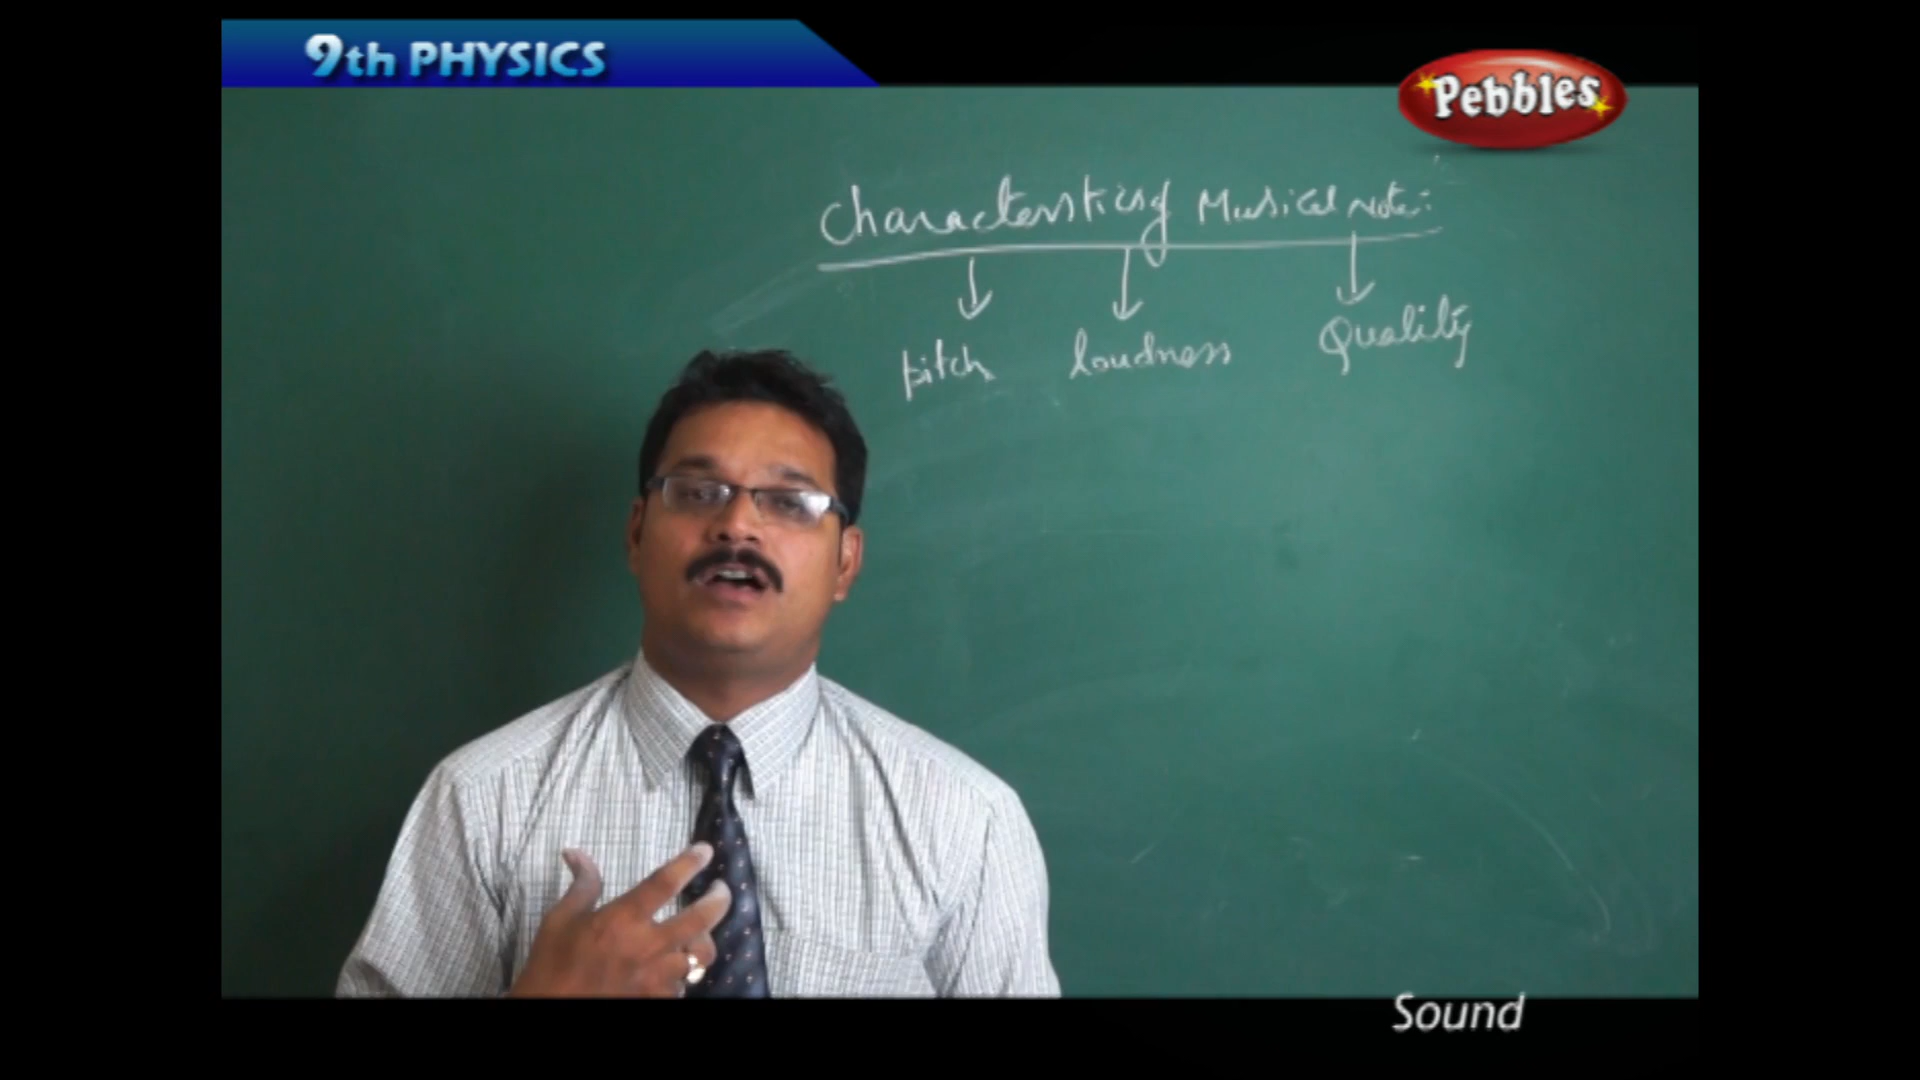 9th PHYSICS
Pebbles
Characteristics of Musical Note:
pitch loudness Quality
Sound